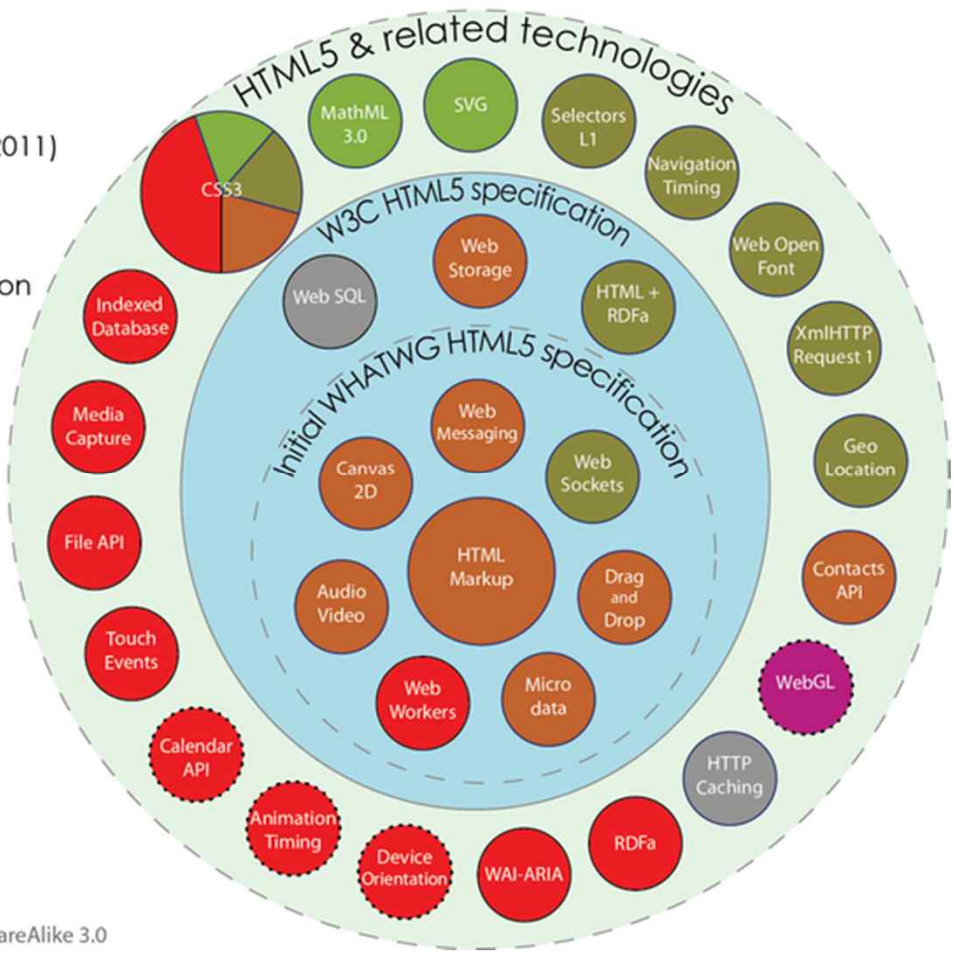 HTML5 & related technologies
2011)
on
MathML
3.0
SVG
Selectors
L1
Navigation
Timing
CSS3
W3C HTML5 specification
Web
Storage
Web Open
Font
Web SQL
HTML +
RDFa
Indexed
Database
XmlHTTP
Request 1
Initial WHATWG HTML5 specification
Media
Capture
Web
Messaging
Canvas
2D
Web
Sockets
Geo
Location
File API
HTML
Markup
Audio
Video
Drag
and
Drop
Contacts
API
Touch
Events
Web
Workers
Micro
data
WebGL
Calendar
API
HTTP
Caching
Animation
Timing
Device
Orientation
WAI-ARIA
RDFa
areAlike 3.0